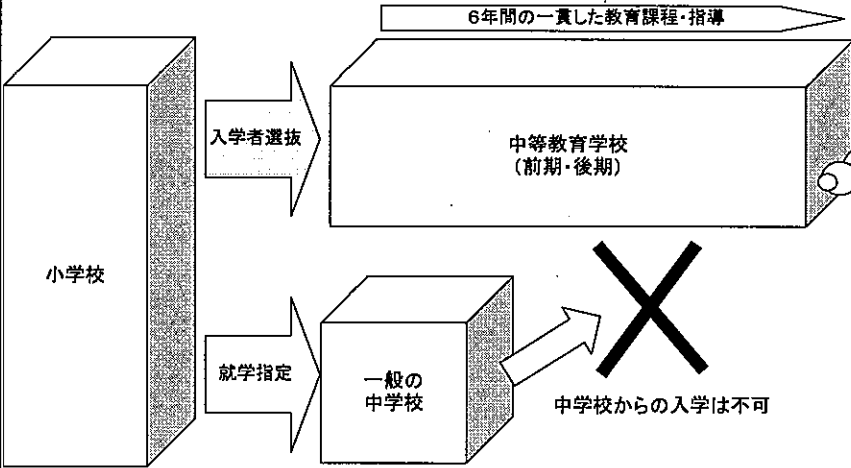 6年間の一貫した教育課程・指導
入学者選抜
中等教育学校
(前期・後期)
小学校
就学指定
一般の
中学校
中学校からの入学は不可